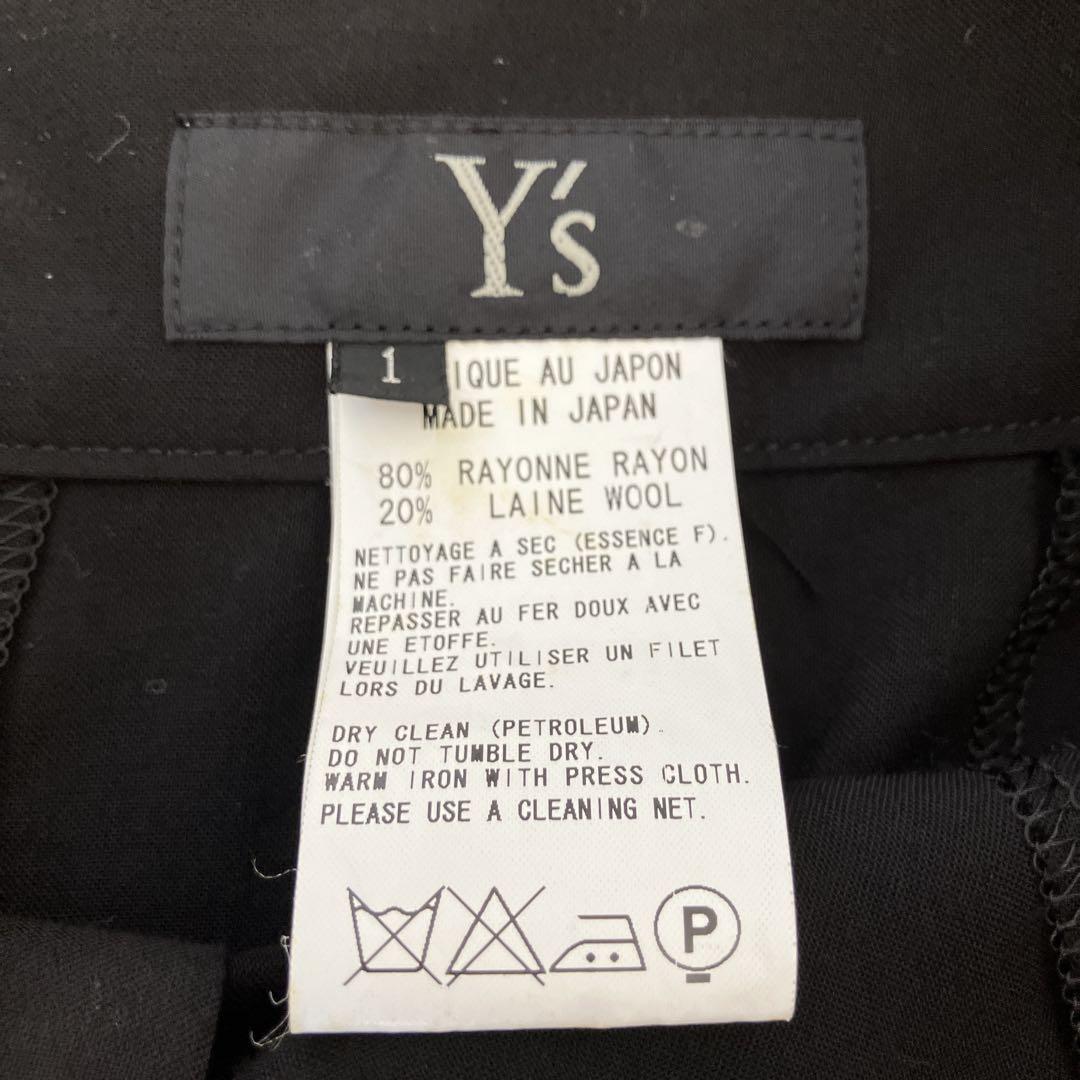 Y's
1
IQUE AU JAPON
MADE IN JAPAN
80% RAYONNE RAYON
20% LAINE WOOL
NETTOYAGE A SEC (ESSENCE F).
NE PAS FAIRE SECHER A LA
MACHINE.
REPASSER AU FER DOUX AVEC
UNE ETOFFE.
VEUILLEZ UTILISER UN FILET
LORS DU LAVAGE.
DRY CLEAN (PETROLEUM).
DO NOT TUMBLE DRY.
WARM IRON WITH PRESS CLOTH.
PLEASE USE A CLEANING NET.
P